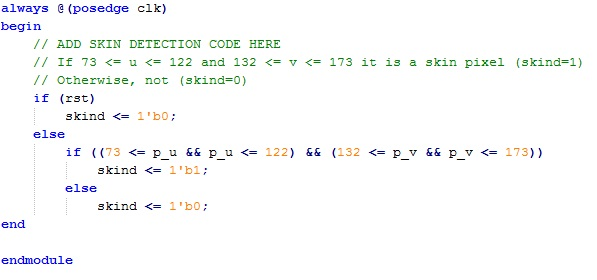 always @(posedge clk)
begin
    // ADD SKIN DETECTION CODE HERE
    // If 73 <= u <= 122 and 132 <= v <= 173 it is a skin pixel (skind=1)
    // Otherwise, not (skind=0)
    if (rst)
        skind <= 1'b0;
    else
        if ((73 <= p_u && p_u <= 122) && (132 <= p_v && p_v <= 173))
            skind <= 1'b1;
        else
            skind <= 1'b0;
end
endmodule